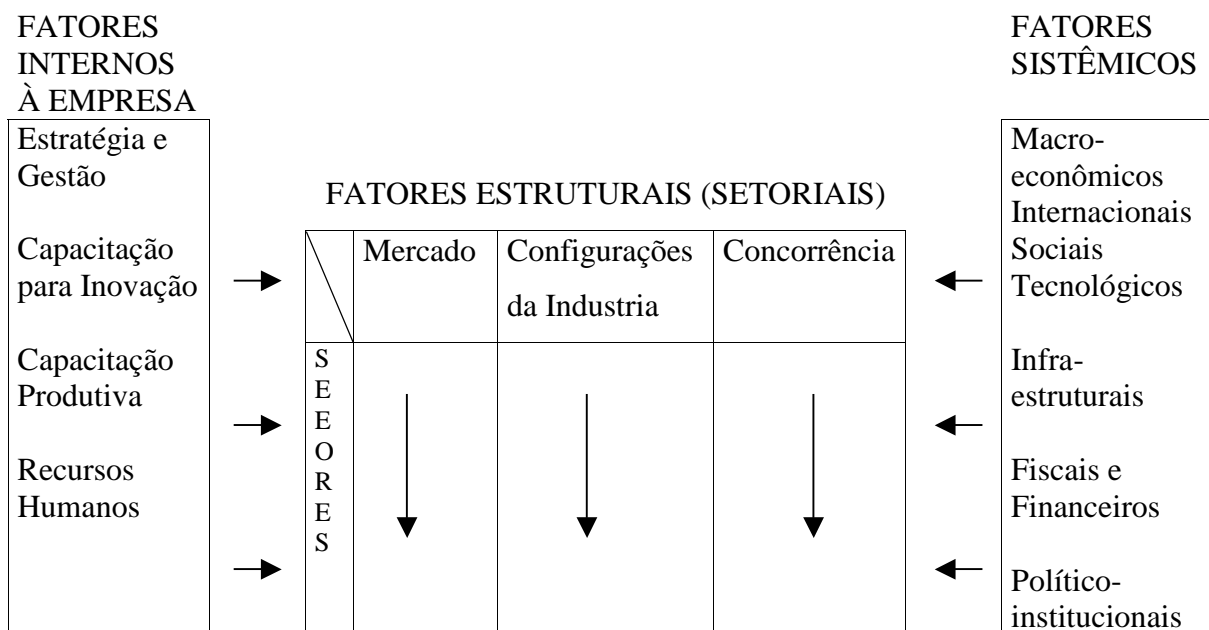 FATORES
INTERNOS
À EMPRESA
Estratégia e
Gestão
Capacitação
para Inovação
Capacitação
Produtiva
Recursos
Humanos
FATORES ESTRUTURAIS (SETORIAIS)
Mercado
Configurações
da Industria
Concorrência
S
E
E
O
R
E
S
FATORES
SISTÊMICOS
Macro-
econômicos
Internacionais
Sociais
Tecnológicos
Infra-
estruturais
Fiscais e
Financeiros
Político-
institucionais